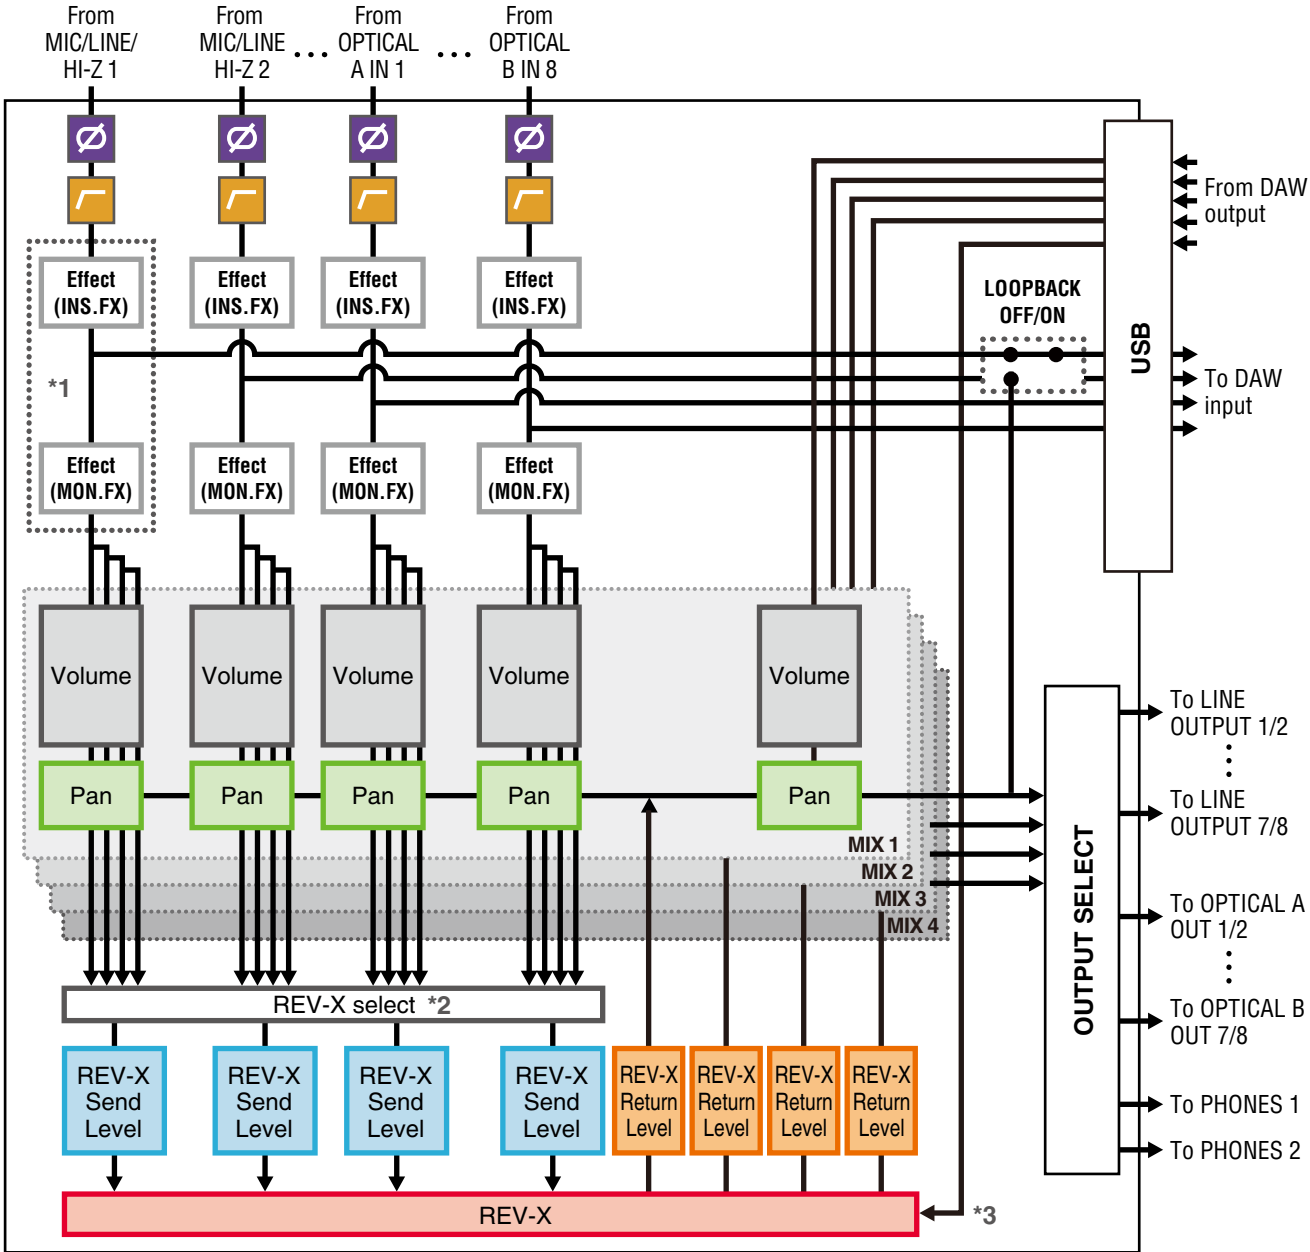 From
MIC/LINE/
HI-Z 1
From
MIC/LINE
HI-Z 2
From
OPTICAL
A IN 1
From
OPTICAL
B IN 8
From DAW
output
Effect
(INS.FX)
Effect
(INS.FX)
Effect
(INS.FX)
Effect
(INS.FX)
LOOPBACK
OFF/ON
USB
To DAW
input
*1
Effect
(MON.FX)
Effect
(MON.FX)
Effect
(MON.FX)
Effect
(MON.FX)
Volume
Volume
Volume
Volume
Volume
Pan
Pan
Pan
Pan
Pan
MIX 1
MIX 2
MIX 3
MIX 4
OUTPUT SELECT
To LINE
OUTPUT 1/2
To LINE
OUTPUT 7/8
To OPTICAL A
OUT 1/2
To OPTICAL B
OUT 7/8
To PHONES 1
To PHONES 2
REV-X select *2
REV-X
Send
Level
REV-X
Send
Level
REV-X
Send
Level
REV-X
Send
Level
REV-X
Return
Level
REV-X
Return
Level
REV-X
Return
Level
REV-X
Return
Level
REV-X
*3